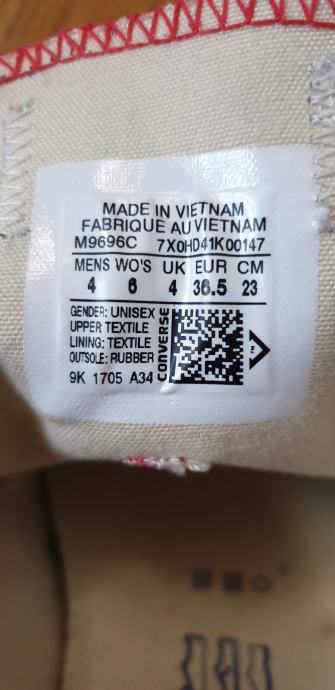 MADE IN VIETNAM
FABRIQUE AU VIETNAM
M9696C 7X0HD41K00147
MENS WO'S UK EUR CM
4 6 4 36.5 23
GENDER: UNISEX
UPPER TEXTILE
LINING: TEXTILE
OUTSOLE: RUBBER
9K 1705 A34
CONVERSE